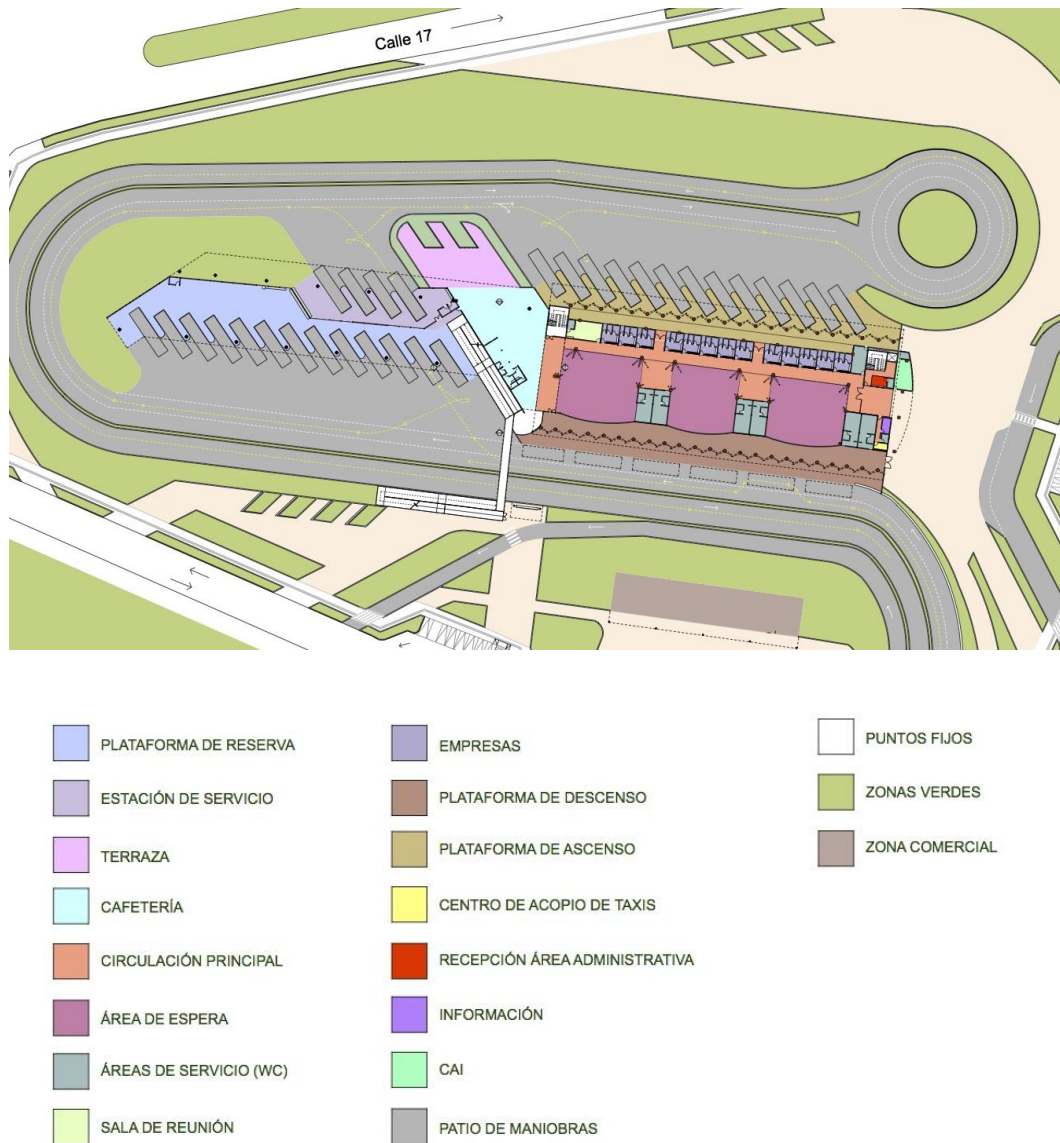 Calle 17
PLATAFORMA DE RESERVA
ESTACIÓN DE SERVICIO
TERRAZA
CAFETERÍA
CIRCULACIÓN PRINCIPAL
ÁREA DE ESPERA
ÁREAS DE SERVICIO (WC)
SALA DE REUNIÓN
EMPRESAS
PLATAFORMA DE DESCENSO
PLATAFORMA DE ASCENSO
CENTRO DE ACOPIO DE TAXIS
RECEPCIÓN ÁREA ADMINISTRATIVA
INFORMACIÓN
CAI
PATIO DE MANIOBRAS
PUNTOS FIJOS
ZONAS VERDES
ZONA COMERCIAL